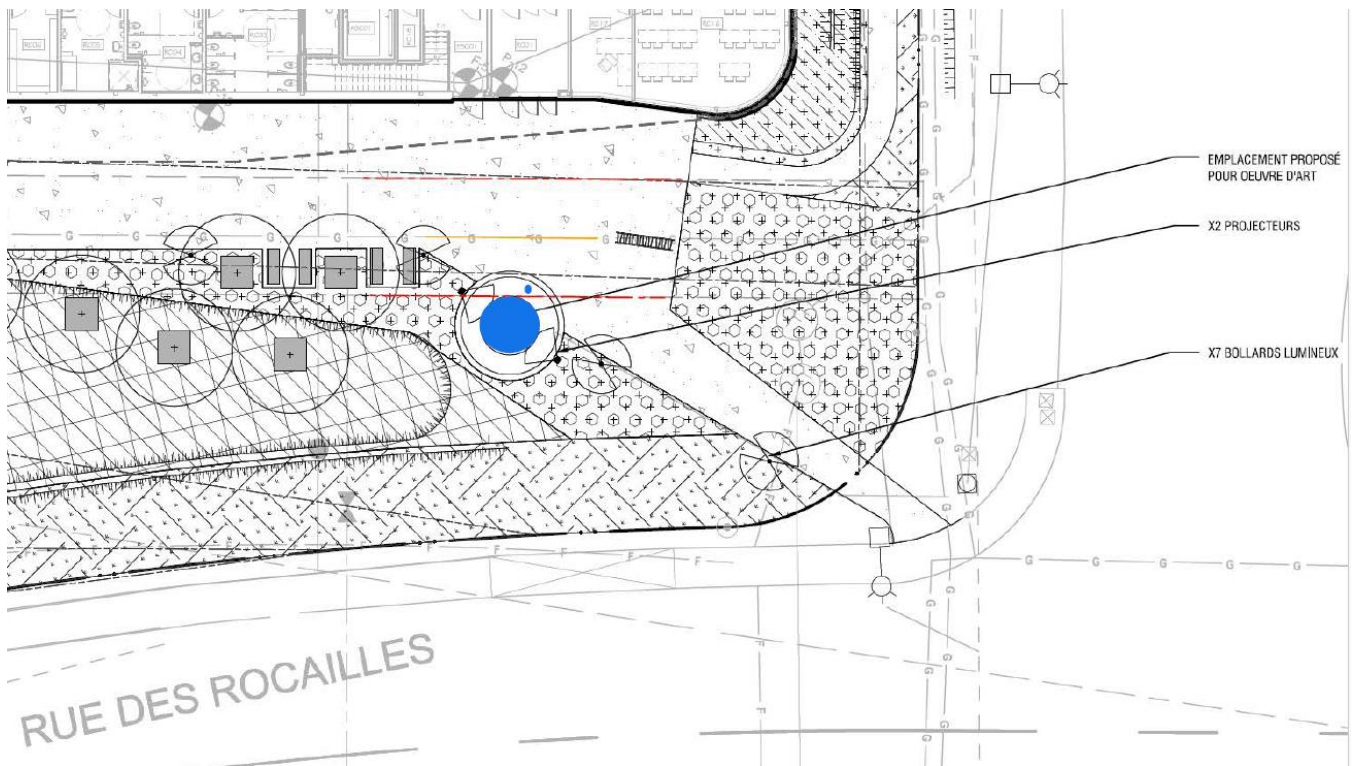 EMPLACEMENT PROPOSÉ
POUR OEUVRE D'ART
X2 PROJECTEURS
X7 BOLLARDS LUMINEUX
RUE DES ROCAILLES